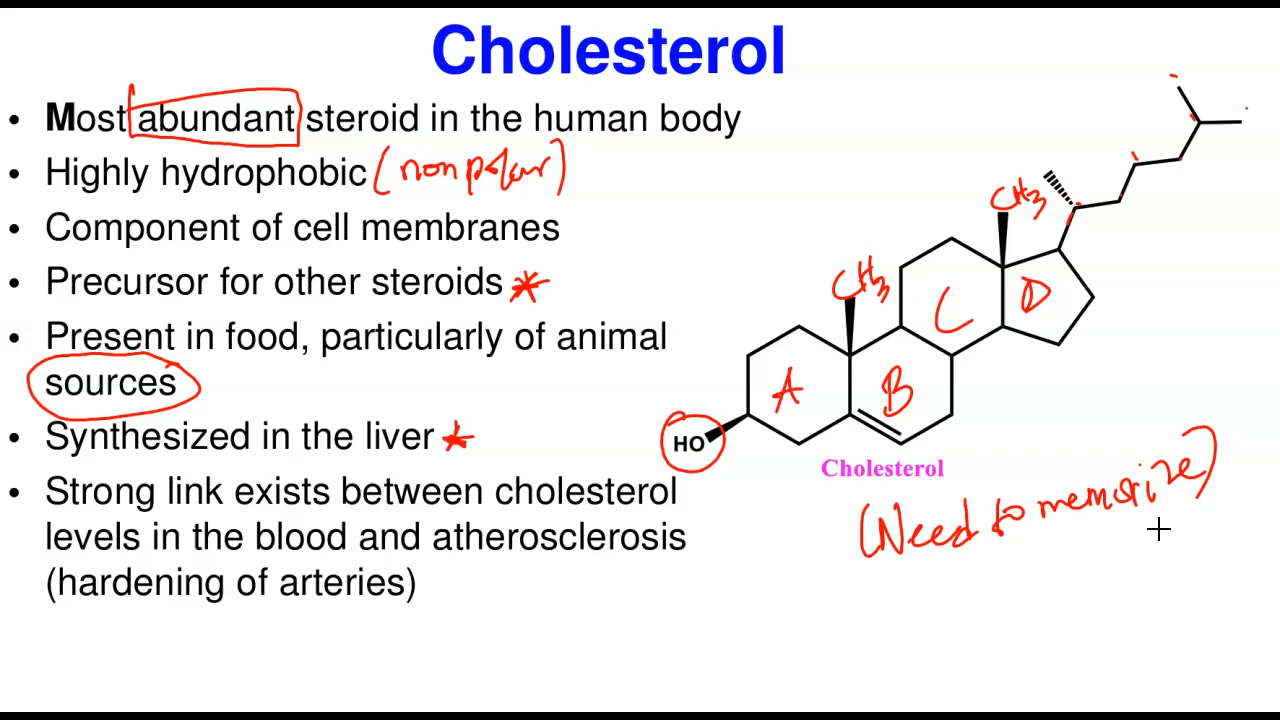 Cholesterol
• Most abundant steroid in the human body
• Highly hydrophobic (nonpolar)
• Component of cell membranes
• Precursor for other steroids *
• Present in food, particularly of animal
sources
• Synthesized in the liver *
• Strong link exists between cholesterol
levels in the blood and atherosclerosis
(hardening of arteries)
CH3
CH3
A
B
C
D
HO
Cholesterol
(Need to memorize)